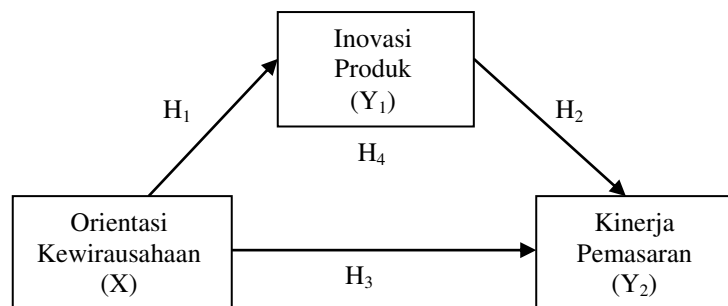 Inovasi
Produk
(Y₁)
H₁
H₂
H₄
Orientasi
Kewirausahaan
(X)
H₃
Kinerja
Pemasaran
(Y₂)